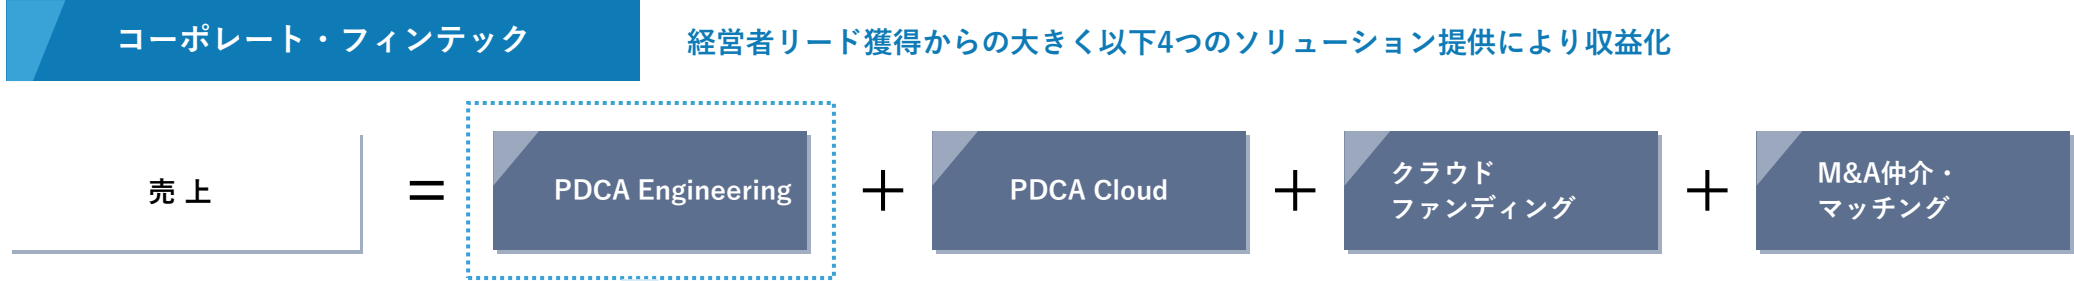 コーポレート・フィンテック
経営者リード獲得からの大きく以下4つのソリューション提供により収益化
売 上
=
PDCA Engineering
+
PDCA Cloud
+
クラウド
ファンディング
+
M&A仲介・
マッチング